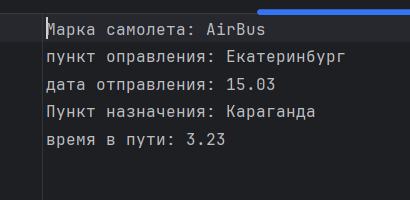 Марка самолета: AirBus
пункт оправления: Екатеринбург
дата отправления: 15.03
Пункт назначения: Караганда
время в пути: 3.23